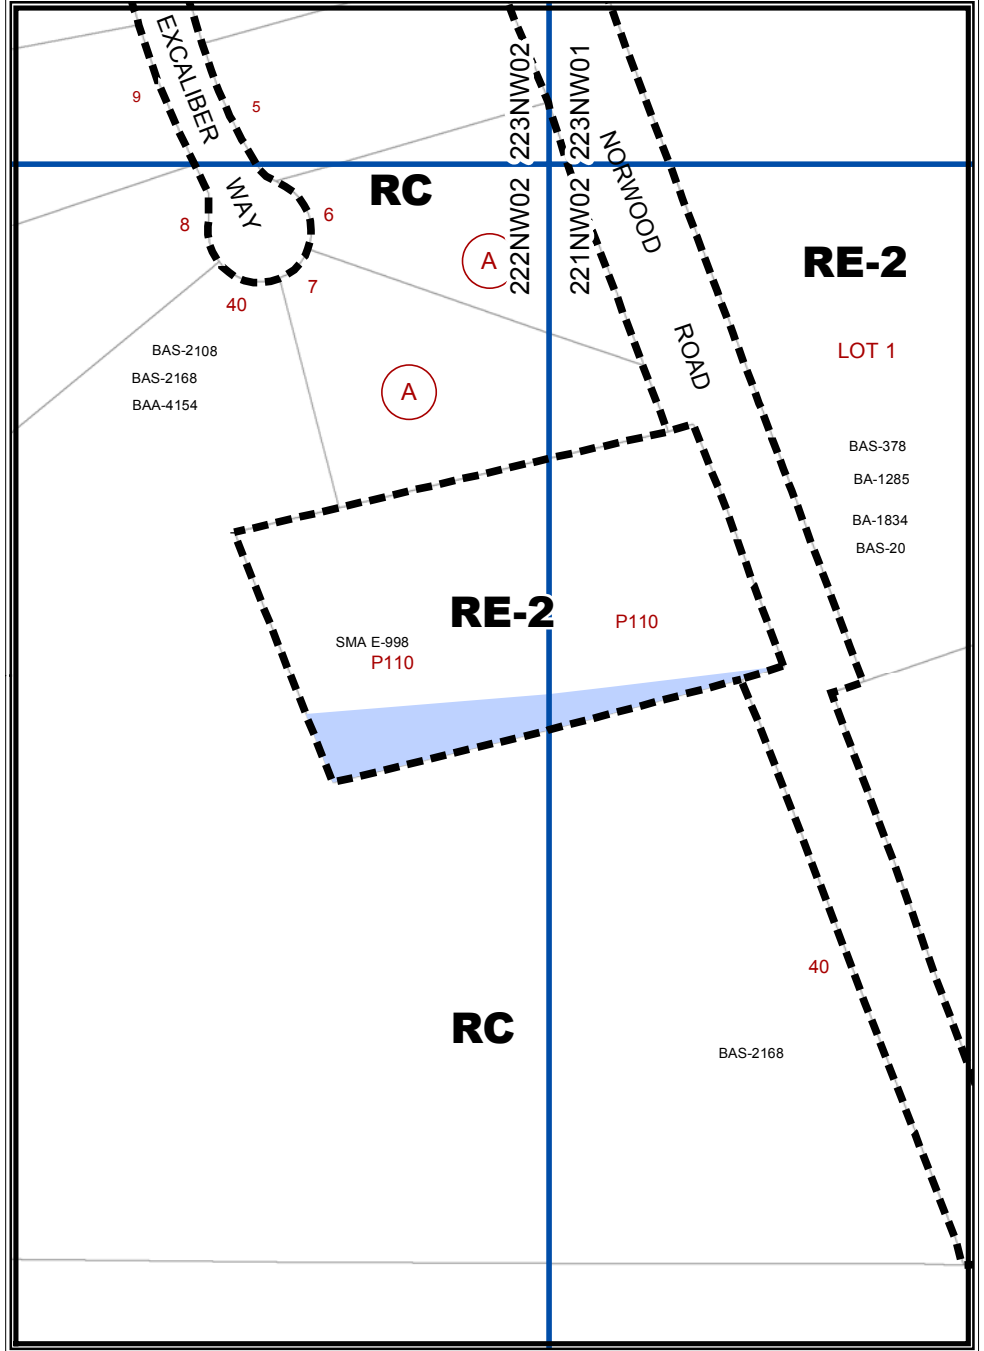 EXCALIBER
WAY
9
5
223NW02
223NW01
NORWOOD
ROAD
RC
8
6
A
222NW02
221NW02
RE-2
7
40
BAS-2108
BAS-2168
BAA-4154
A
LOT 1
BAS-378
BA-1285
BA-1834
BAS-20
RE-2
P110
SMA E-998
P110
40
RC
BAS-2168